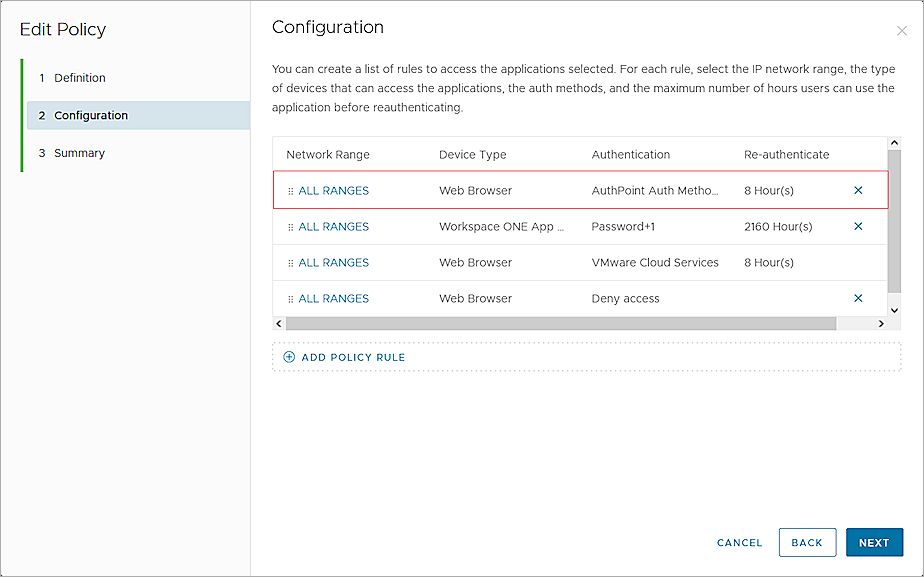 Edit Policy
1 Definition
2 Configuration
3 Summary
Configuration
You can create a list of rules to access the applications selected. For each rule, select the IP network range, the type
of devices that can access the applications, the auth methods, and the maximum number of hours users can use the
application before reauthenticating.
Network Range Device Type Authentication Re-authenticate
ALL RANGES Web Browser AuthPoint Auth Metho... 8 Hour(s)
ALL RANGES Workspace ONE App ... Password+1 2160 Hour(s)
ALL RANGES Web Browser VMware Cloud Services 8 Hour(s)
ALL RANGES Web Browser Deny access
ADD POLICY RULE
CANCEL BACK NEXT